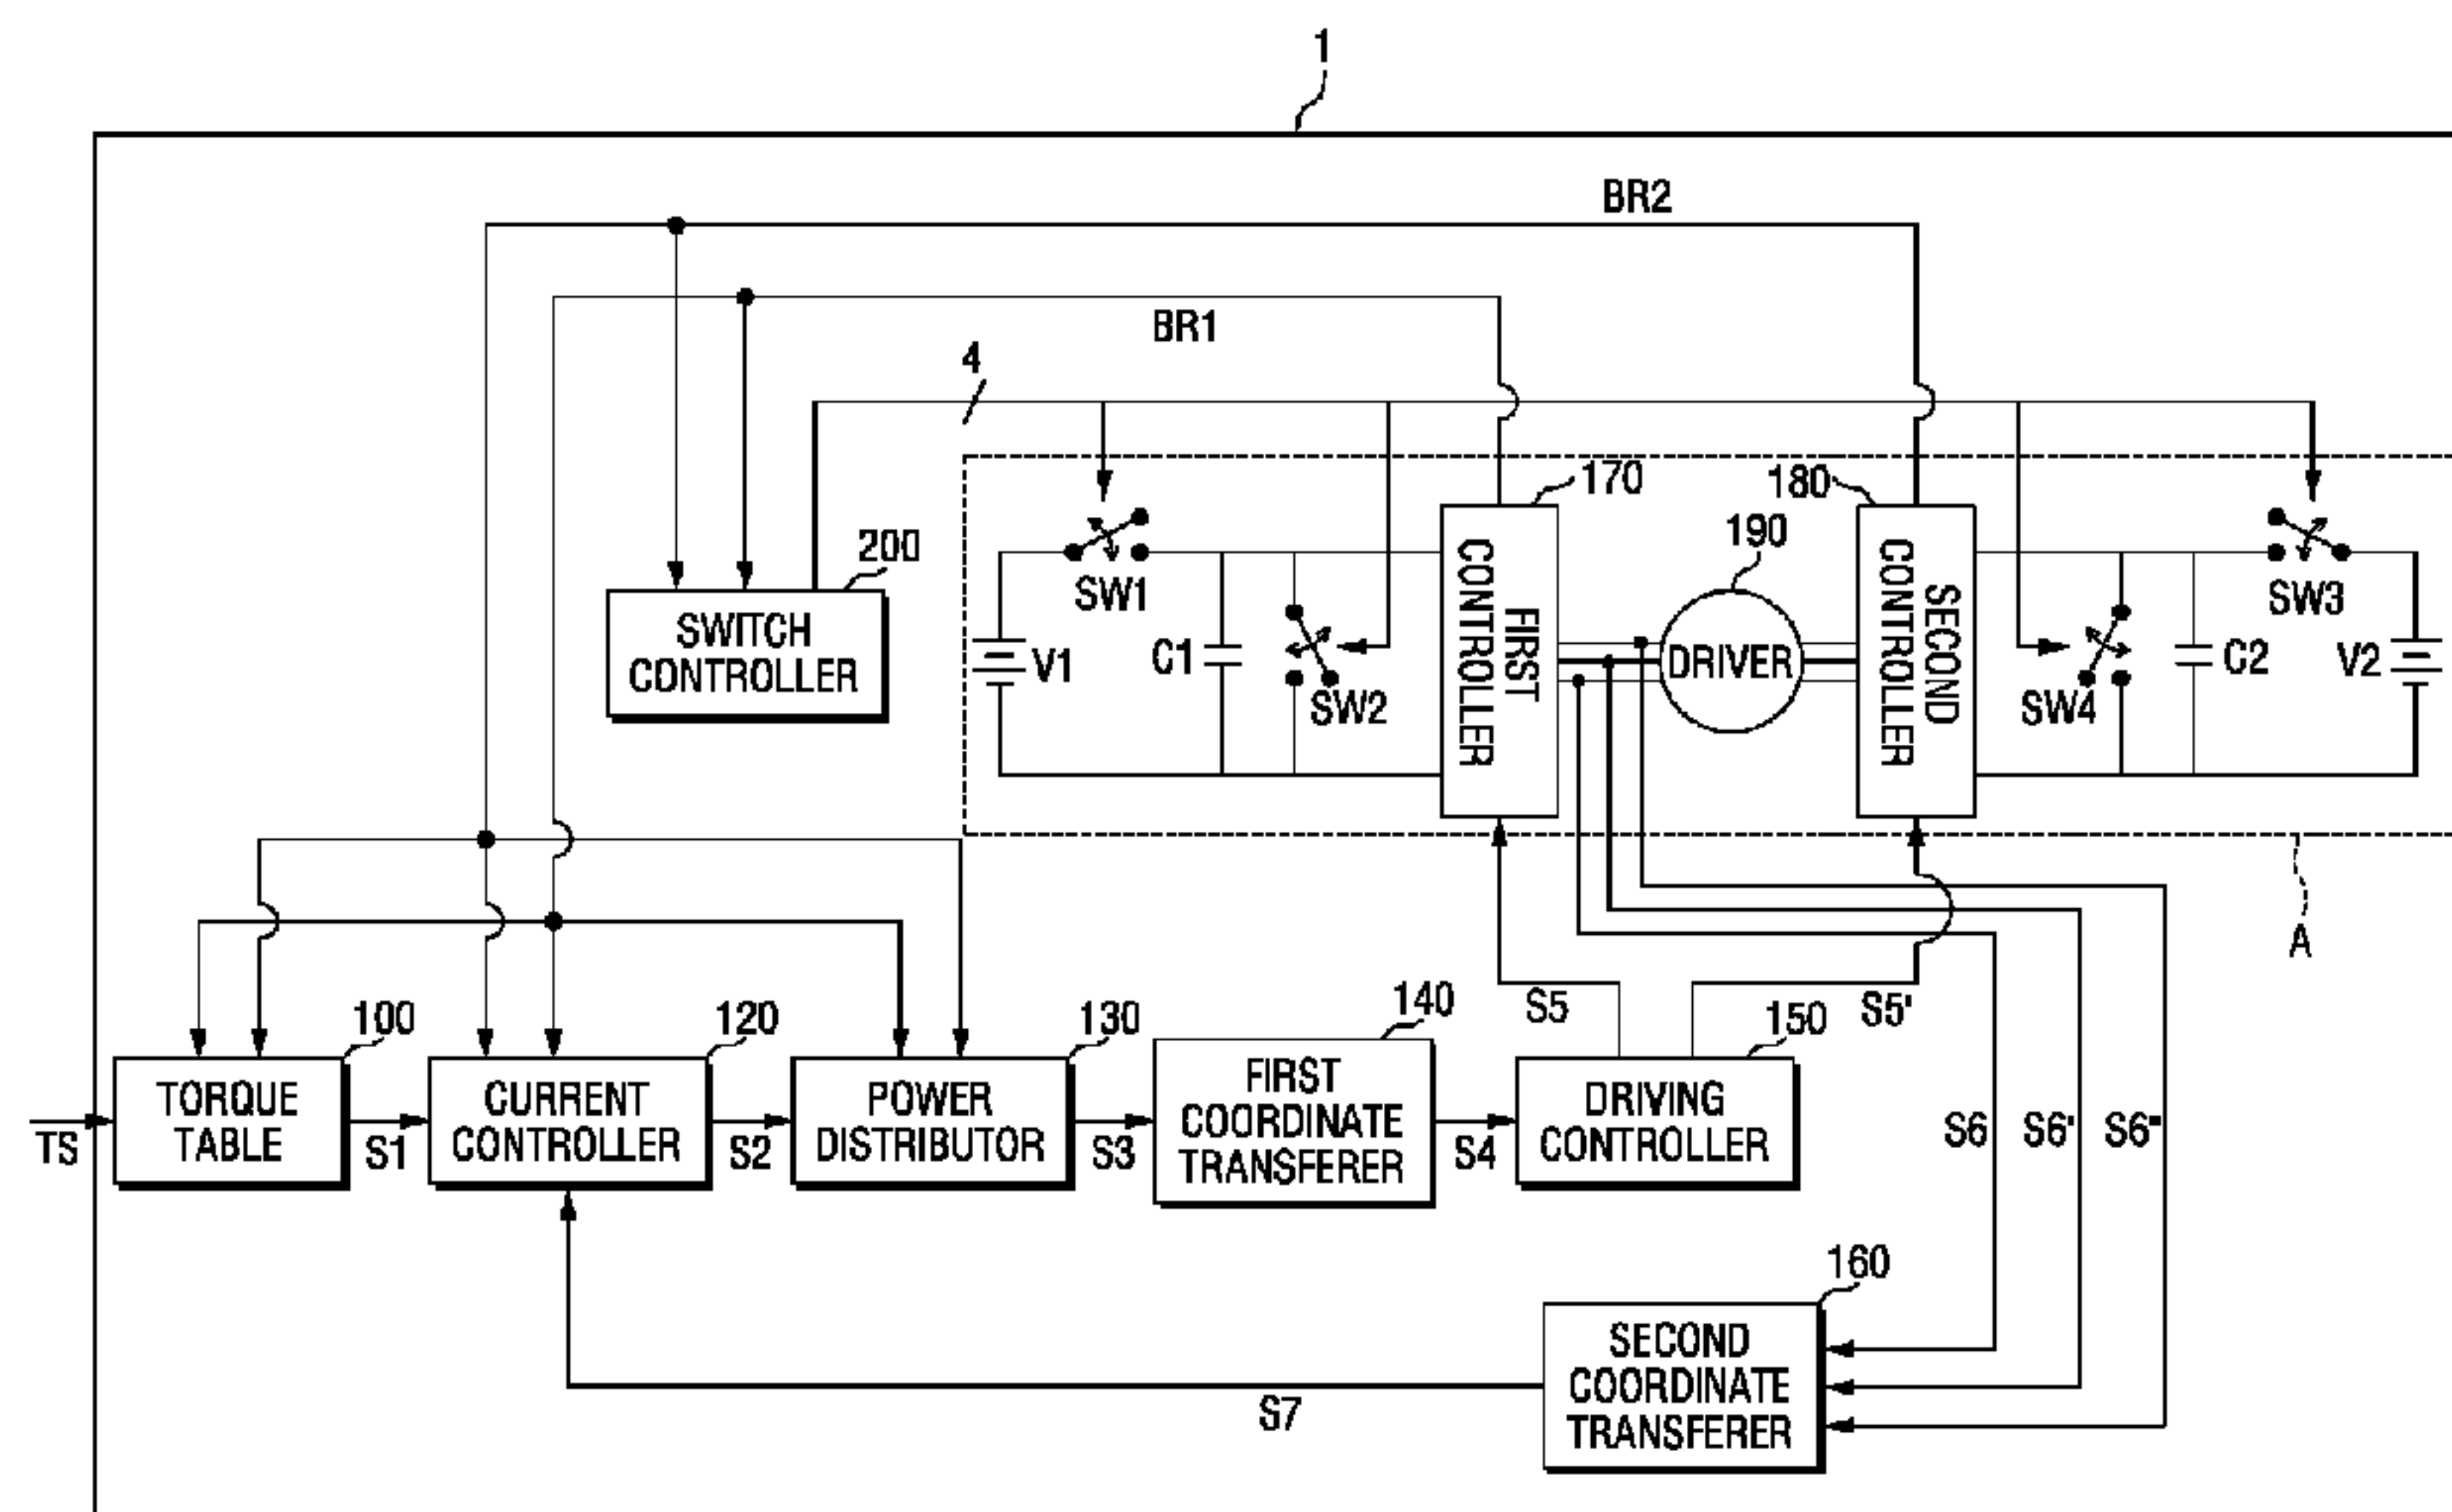 1
BR2
BR1
4
170
180
190
200
SW1
SW3
SWITCH
CONTROLLER
V1
C1
SW2
FIRST
CONTROLLER
DRIVER
SECOND
CONTROLLER
SW4
C2
V2
A
100
120
130
140
150
S5
S5'
TS
TORQUE
TABLE
S1
CURRENT
CONTROLLER
S2
POWER
DISTRIBUTOR
S3
FIRST
COORDINATE
TRANSFERER
S4
DRIVING
CONTROLLER
S6
S6'
S6"
160
SECOND
COORDINATE
TRANSFERER
S7